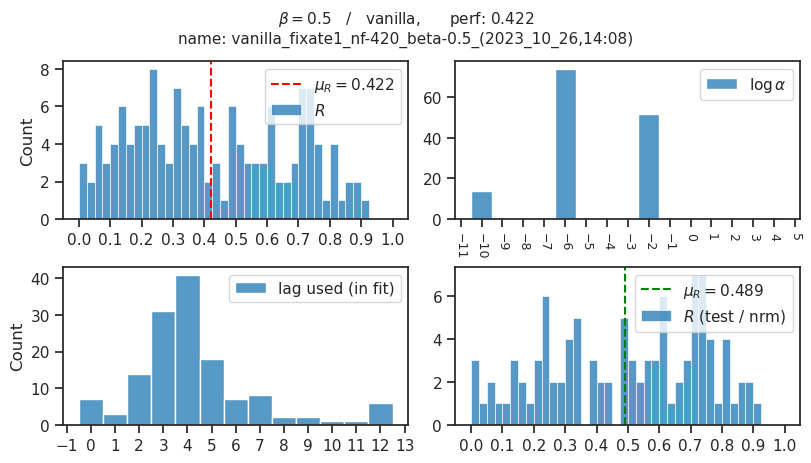 β = 0.5 / vanilla, perf: 0.422
name: vanilla_fixate1_nf-420_beta-0.5_(2023_10_26,14:08)
8
6
4
2
0
Count
μR = 0.422
R
0.0 0.1 0.2 0.3 0.4 0.5 0.6 0.7 0.8 0.9 1.0
60
40
20
0
log α
−11 −10 −9 −8 −7 −6 −5 −4 −3 −2 −1 0 1 2 3 4 5
40
30
20
10
0
Count
lag used (in fit)
−1 0 1 2 3 4 5 6 7 8 9 10 11 12 13
6
4
2
0
μR = 0.489
R (test / nrm)
0.0 0.1 0.2 0.3 0.4 0.5 0.6 0.7 0.8 0.9 1.0